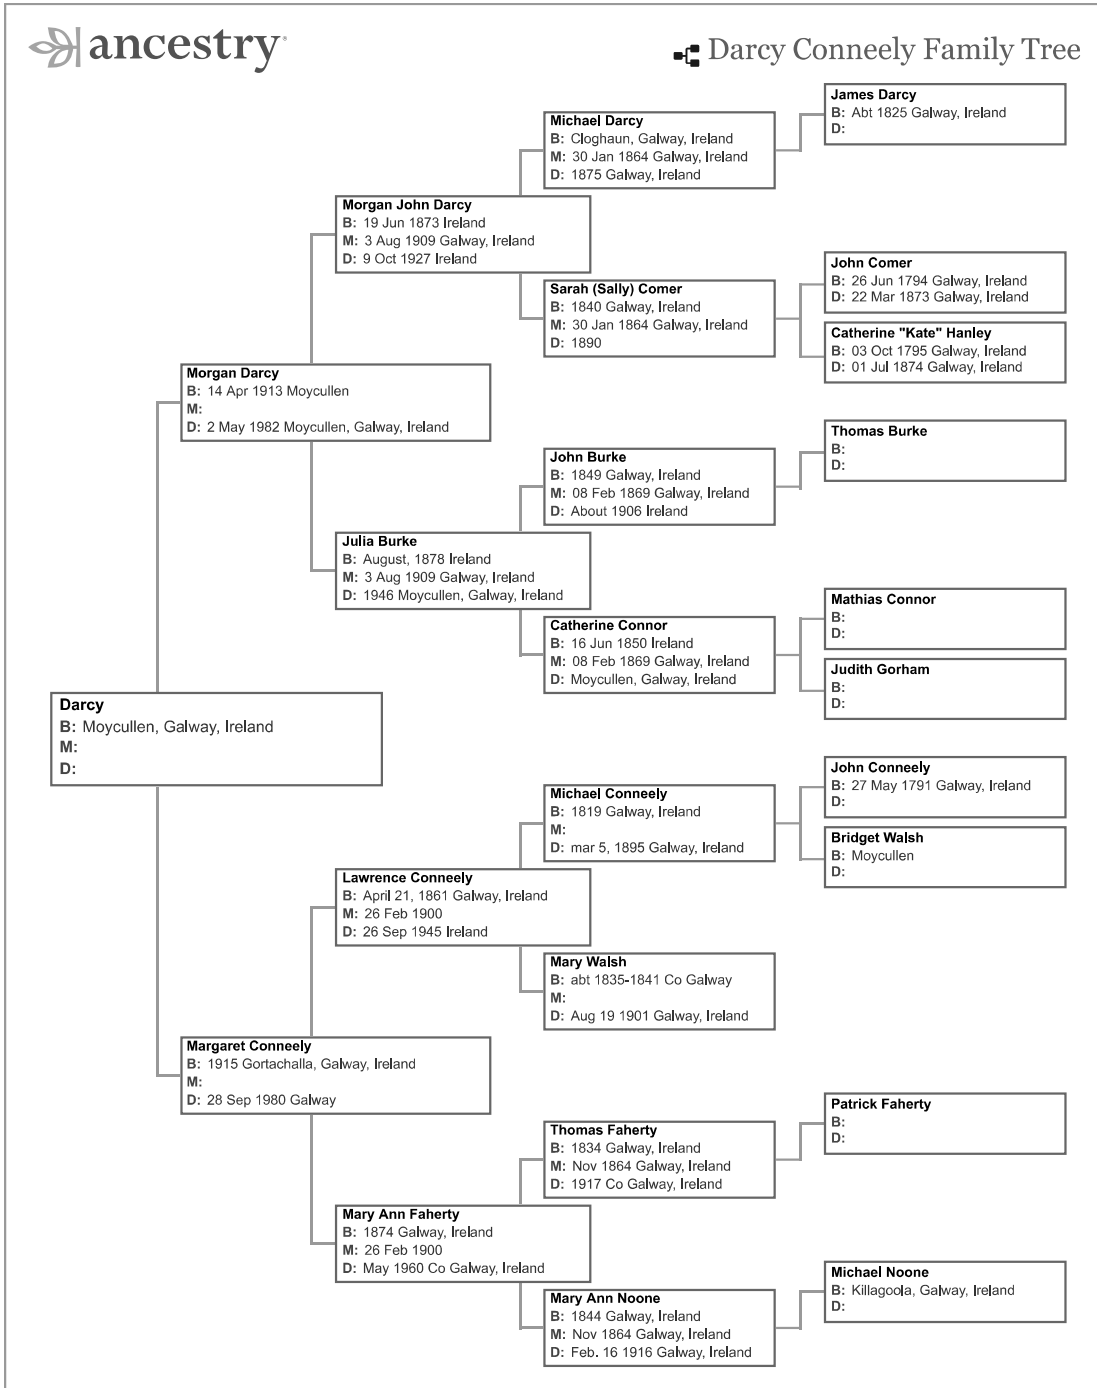 ancestry
Darcy Conneely Family Tree
James Darcy
B: Abt 1825 Galway, Ireland
D:
Michael Darcy
B: Cloghaun, Galway, Ireland
M: 30 Jan 1864 Galway, Ireland
D: 1875 Galway, Ireland
Morgan John Darcy
B: 19 Jun 1873 Ireland
M: 3 Aug 1909 Galway, Ireland
D: 9 Oct 1927 Ireland
John Comer
B: 26 Jun 1794 Galway, Ireland
D: 22 Mar 1873 Galway, Ireland
Sarah (Sally) Comer
B: 1840 Galway, Ireland
M: 30 Jan 1864 Galway, Ireland
D: 1890
Catherine "Kate" Hanley
B: 03 Oct 1795 Galway, Ireland
D: 01 Jul 1874 Galway, Ireland
Morgan Darcy
B: 14 Apr 1913 Moycullen
M:
D: 2 May 1982 Moycullen, Galway, Ireland
Thomas Burke
B:
D:
John Burke
B: 1849 Galway, Ireland
M: 08 Feb 1869 Galway, Ireland
D: About 1906 Ireland
Julia Burke
B: August, 1878 Ireland
M: 3 Aug 1909 Galway, Ireland
D: 1946 Moycullen, Galway, Ireland
Mathias Connor
B:
D:
Catherine Connor
B: 16 Jun 1850 Ireland
M: 08 Feb 1869 Galway, Ireland
D: Moycullen, Galway, Ireland
Judith Gorham
B:
D:
Darcy
B: Moycullen, Galway, Ireland
M:
D:
John Conneely
B: 27 May 1791 Galway, Ireland
D:
Michael Conneely
B: 1819 Galway, Ireland
M:
D: mar 5, 1895 Galway, Ireland
Bridget Walsh
B: Moycullen
D:
Lawrence Conneely
B: April 21, 1861 Galway, Ireland
M: 26 Feb 1900
D: 26 Sep 1945 Ireland
Mary Walsh
B: abt 1835-1841 Co Galway
M:
D: Aug 19 1901 Galway, Ireland
Margaret Conneely
B: 1915 Gortachalla, Galway, Ireland
M:
D: 28 Sep 1980 Galway
Patrick Faherty
B:
D:
Thomas Faherty
B: 1834 Galway, Ireland
M: Nov 1864 Galway, Ireland
D: 1917 Co Galway, Ireland
Mary Ann Faherty
B: 1874 Galway, Ireland
M: 26 Feb 1900
D: May 1960 Co Galway, Ireland
Michael Noone
B: Killagoola, Galway, Ireland
D:
Mary Ann Noone
B: 1844 Galway, Ireland
M: Nov 1864 Galway, Ireland
D: Feb. 16 1916 Galway, Ireland